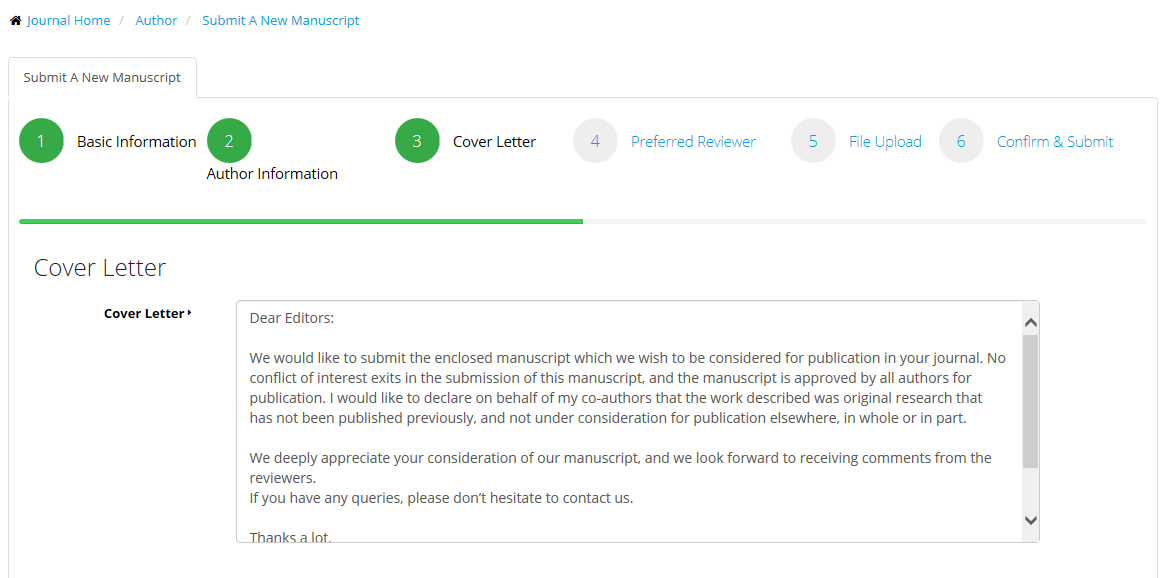 Journal Home / Author / Submit A New Manuscript
Submit A New Manuscript
1 Basic Information 2 Author Information 3 Cover Letter 4 Preferred Reviewer 5 File Upload 6 Confirm & Submit
Cover Letter
Cover Letter
Dear Editors:
We would like to submit the enclosed manuscript which we wish to be considered for publication in your journal. No
conflict of interest exits in the submission of this manuscript, and the manuscript is approved by all authors for
publication. I would like to declare on behalf of my co-authors that the work described was original research that
has not been published previously, and not under consideration for publication elsewhere, in whole or in part.
We deeply appreciate your consideration of our manuscript, and we look forward to receiving comments from the
reviewers.
If you have any queries, please don’t hesitate to contact us.
Thanks a lot.